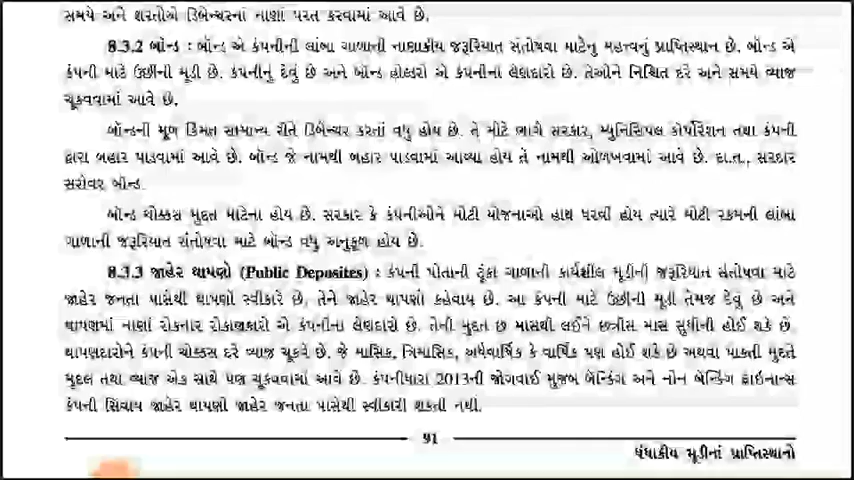 સમયે અને શરતોએ ડિબેન્ચરનાં નાણાં પરત કરવામાં આવે છે.
8.3.2 બૉન્ડ : બૉન્ડ એ કંપનીની લાંબા ગાળાની નાણાકીય જરૂરિયાત સંતોષવા માટેનું મહત્ત્વનું પ્રાપ્તિસ્થાન છે. બૉન્ડ એ
કંપની માટે ઉછીની મૂડી છે. કંપનીનું દેવું છે અને બૉન્ડ હોલ્ડરો એ કંપનીના લેણદારો છે. તેઓને નિશ્ચિત દરે અને સમયે વ્યાજ
ચૂકવવામાં આવે છે.
બૉન્ડની મૂળ કિંમત સામાન્ય રીતે ડિબેન્ચર કરતાં વધુ હોય છે. તે મોટે ભાગે સરકાર, મ્યુનિસિપલ કૉર્પોરેશન તથા કંપની
દ્વારા બહાર પાડવામાં આવે છે. બૉન્ડ જે નામથી બહાર પાડવામાં આવ્યા હોય તે નામથી ઓળખવામાં આવે છે. દા.ત., સરદાર
સરોવર બૉન્ડ.
બૉન્ડ ચોક્કસ મુદત માટેના હોય છે. સરકાર કે કંપનીઓને મોટી યોજનાઓ હાથ ધરવી હોય ત્યારે મોટી રકમની લાંબા
ગાળાની જરૂરિયાત સંતોષવા માટે બૉન્ડ વધુ અનુકૂળ હોય છે.
8.3.3 જાહેર થાપણો (Public Deposites) : કંપની પોતાની ટૂંકા ગાળાની કાર્યશીલ મૂડીની જરૂરિયાત સંતોષવા માટે
જાહેર જનતા પાસેથી થાપણો સ્વીકારે છે, તેને જાહેર થાપણો કહેવાય છે. આ કંપની માટે ઉછીની મૂડી તેમજ દેવું છે અને
થાપણમાં નાણાં રોકનાર રોકાણકારો એ કંપનીના લેણદારો છે. તેની મુદત છ માસથી લઈને છત્રીસ માસ સુધીની હોઈ શકે છે.
થાપણદારોને કંપની ચોક્કસ દરે વ્યાજ ચૂકવે છે. જે માસિક, ત્રિમાસિક, અર્ધવાર્ષિક કે વાર્ષિક પણ હોઈ શકે છે અથવા પાકતી મુદતે
મુદ્દલ તથા વ્યાજ એક સાથે પણ ચૂકવવામાં આવે છે. કંપનીધારા 2013ની જોગવાઈ મુજબ બૅન્કિંગ અને નોન બૅન્કિંગ ફાઇનાન્સ
કંપની સિવાય જાહેર થાપણો જાહેર જનતા પાસેથી સ્વીકારી શકતી નથી.
91
ધંધાકીય મૂડીનાં પ્રાપ્તિસ્થાનો